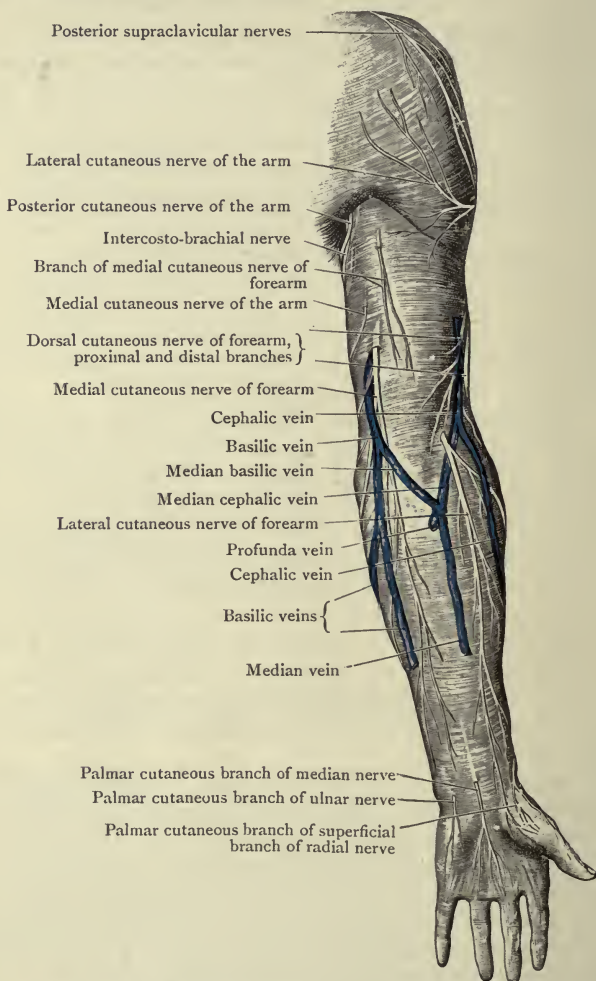 Posterior supraclavicular nerves
Lateral cutaneous nerve of the arm
Posterior cutaneous nerve of the arm
Intercosto-brachial nerve
Branch of medial cutaneous nerve of
forearm
Medial cutaneous nerve of the arm
Dorsal cutaneous nerve of forearm,
proximal and distal branches
Medial cutaneous nerve of forearm
Cephalic vein
Basilic vein
Median basilic vein
Median cephalic vein
Lateral cutaneous nerve of forearm
Profunda vein
Cephalic vein
Basilic veins
Median vein
Palmar cutaneous branch of median nerve
Palmar cutaneous branch of ulnar nerve
Palmar cutaneous branch of superficial
branch of radial nerve